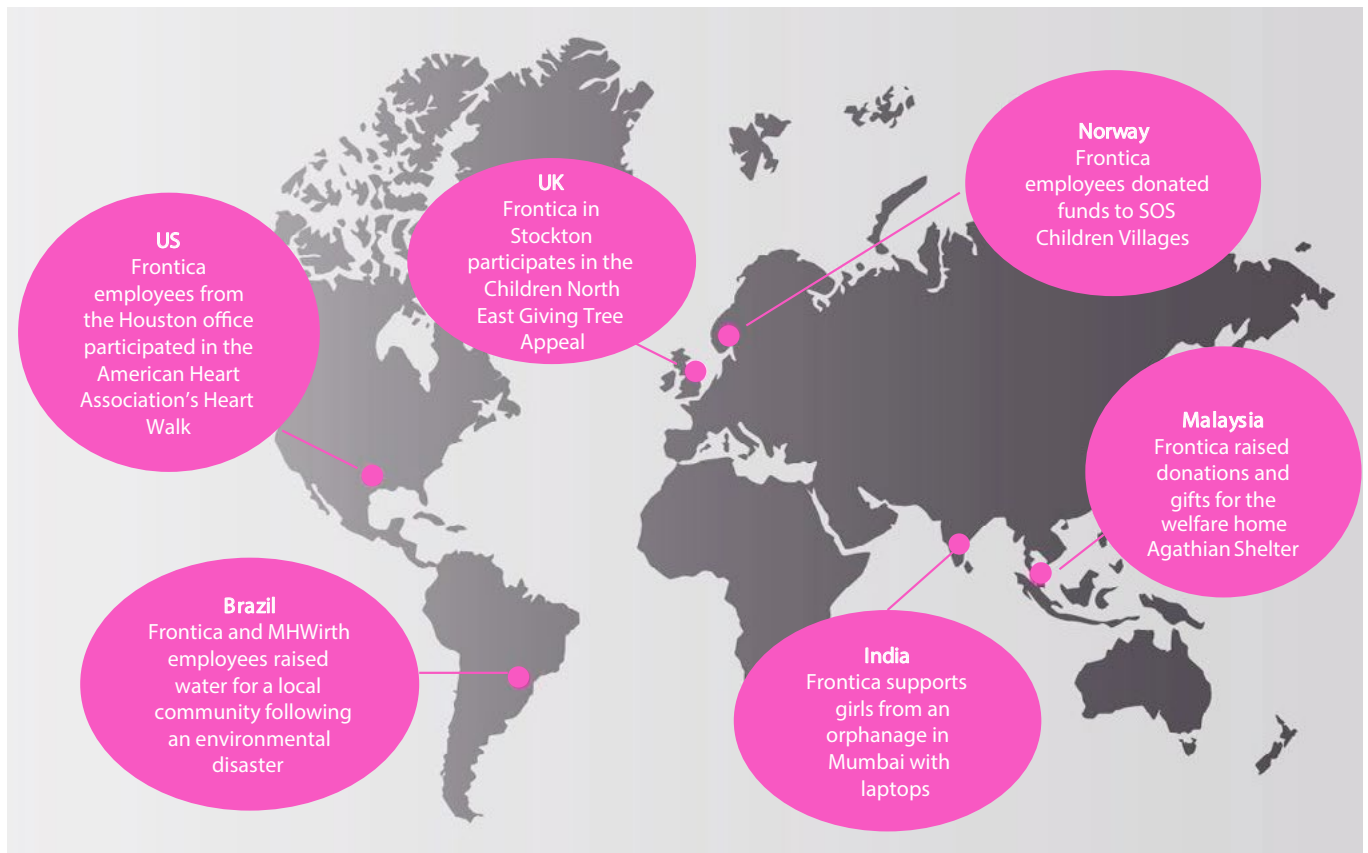 US
Frontica
employees from
the Houston office
participated in the
American Heart
Association's Heart
Walk
UK
Frontica in
Stockton
participates in the
Children North
East Giving Tree
Appeal
Norway
Frontica
employees donated
funds to SOS
Children Villages
Malaysia
Frontica raised
donations and
gifts for the
welfare home
Agathian Shelter
Brazil
Frontica and MHWirth
employees raised
water for a local
community following
an environmental
disaster
India
Frontica supports
girls from an
orphanage in
Mumbai with
laptops